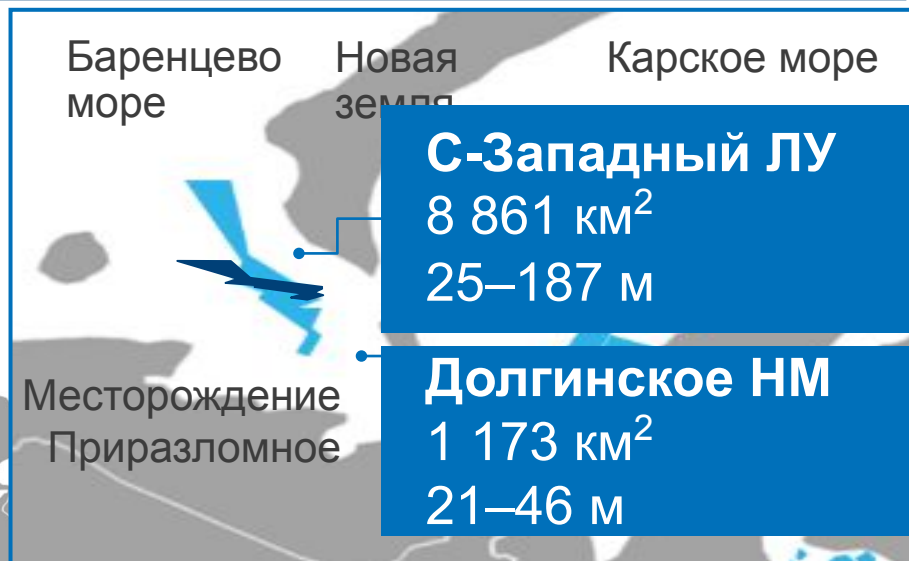 Баренцево
море
Новая
земля
Карское море
С-Западный ЛУ
8 861 км²
25–187 м
Долгинское НМ
1 173 км²
21–46 м
Месторождение
Приразломное